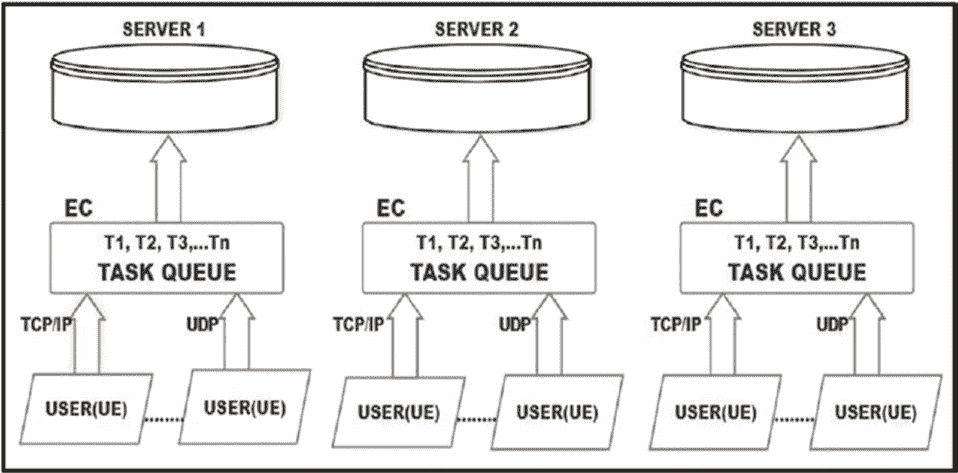 SERVER 1
SERVER 2
SERVER 3
EC
EC
EC
T1, T2, T3,...Tn
TASK QUEUE
T1, T2, T3,...Tn
TASK QUEUE
T1, T2, T3,...Tn
TASK QUEUE
TCP/IP
UDP
TCP/IP
UDP
TCP/IP
UDP
USER(UE)
........
USER(UE)
USER(UE)
........
USER(UE)
USER(UE)
........
USER(UE)